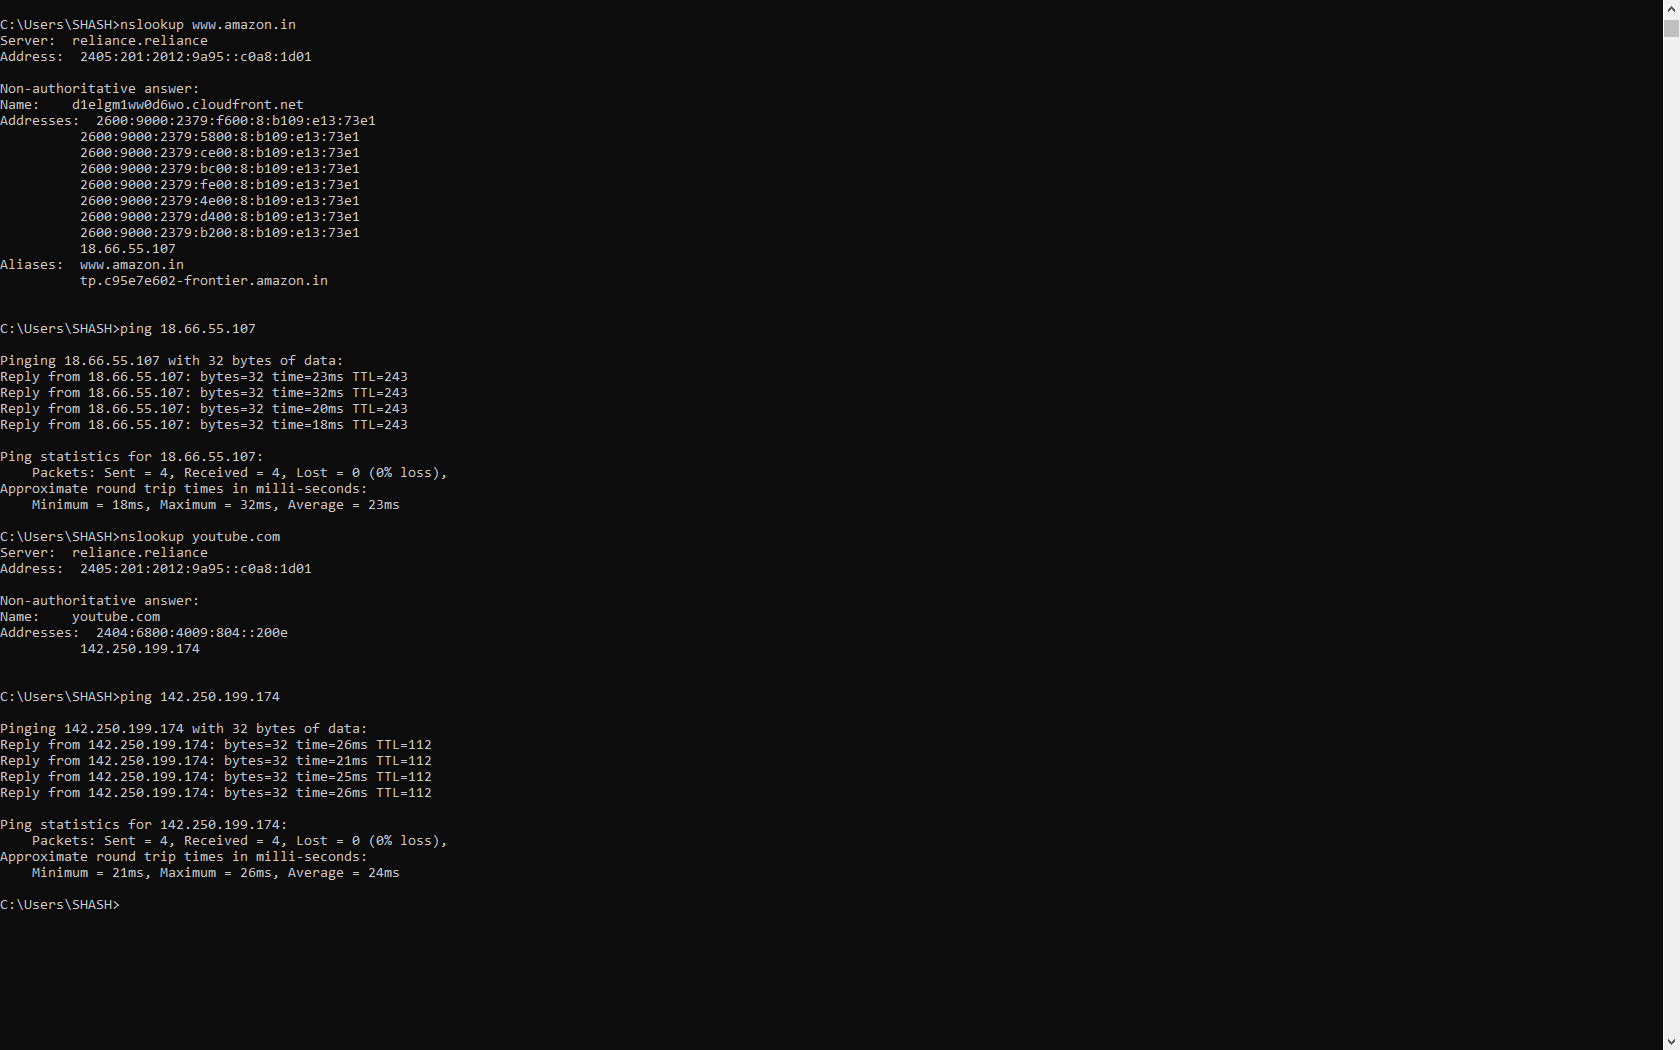 C:\Users\SHASH>nslookup www.amazon.in
Server:  reliance.reliance
Address:  2405:201:2012:9a95::c0a8:1d01

Non-authoritative answer:
Name:    d1elgm1ww0d6wo.cloudfront.net
Addresses:  2600:9000:2379:f600:8:b109:e13:73e1
          2600:9000:2379:5800:8:b109:e13:73e1
          2600:9000:2379:ce00:8:b109:e13:73e1
          2600:9000:2379:bc00:8:b109:e13:73e1
          2600:9000:2379:fe00:8:b109:e13:73e1
          2600:9000:2379:4e00:8:b109:e13:73e1
          2600:9000:2379:d400:8:b109:e13:73e1
          2600:9000:2379:b200:8:b109:e13:73e1
          18.66.55.107
Aliases:  www.amazon.in
          tp.c95e7e602-frontier.amazon.in


C:\Users\SHASH>ping 18.66.55.107

Pinging 18.66.55.107 with 32 bytes of data:
Reply from 18.66.55.107: bytes=32 time=23ms TTL=243
Reply from 18.66.55.107: bytes=32 time=32ms TTL=243
Reply from 18.66.55.107: bytes=32 time=20ms TTL=243
Reply from 18.66.55.107: bytes=32 time=18ms TTL=243

Ping statistics for 18.66.55.107:
    Packets: Sent = 4, Received = 4, Lost = 0 (0% loss),
Approximate round trip times in milli-seconds:
    Minimum = 18ms, Maximum = 32ms, Average = 23ms

C:\Users\SHASH>nslookup youtube.com
Server:  reliance.reliance
Address:  2405:201:2012:9a95::c0a8:1d01

Non-authoritative answer:
Name:    youtube.com
Addresses:  2404:6800:4009:804::200e
          142.250.199.174


C:\Users\SHASH>ping 142.250.199.174

Pinging 142.250.199.174 with 32 bytes of data:
Reply from 142.250.199.174: bytes=32 time=26ms TTL=112
Reply from 142.250.199.174: bytes=32 time=21ms TTL=112
Reply from 142.250.199.174: bytes=32 time=25ms TTL=112
Reply from 142.250.199.174: bytes=32 time=26ms TTL=112

Ping statistics for 142.250.199.174:
    Packets: Sent = 4, Received = 4, Lost = 0 (0% loss),
Approximate round trip times in milli-seconds:
    Minimum = 21ms, Maximum = 26ms, Average = 24ms

C:\Users\SHASH>